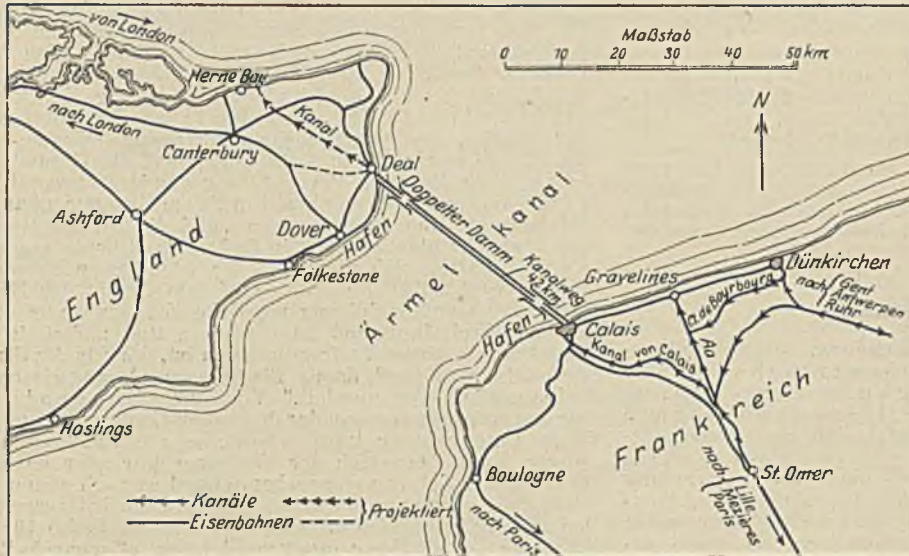 von London
Maßstab
0 10 20 30 40 50 km
Herne Bay
N
nach London
Kanal
Canterbury
Deal
Doppelter Damm
Ashford
Dover
Hafen
Folkestone
England
Ärmel Kanal
Kanalweg
42 km
Gravelines
Dünkirchen
C. de Bourbourg
nach
Gent
Antwerpen
Ruhr
Hafen
Calais
Aa
Kanal von Calais
Frankreich
Hastings
Boulogne
St. Omer
nach
Lille
Mezières
Paris
Kanäle
Eisenbahnen
Projektiert
nach Paris